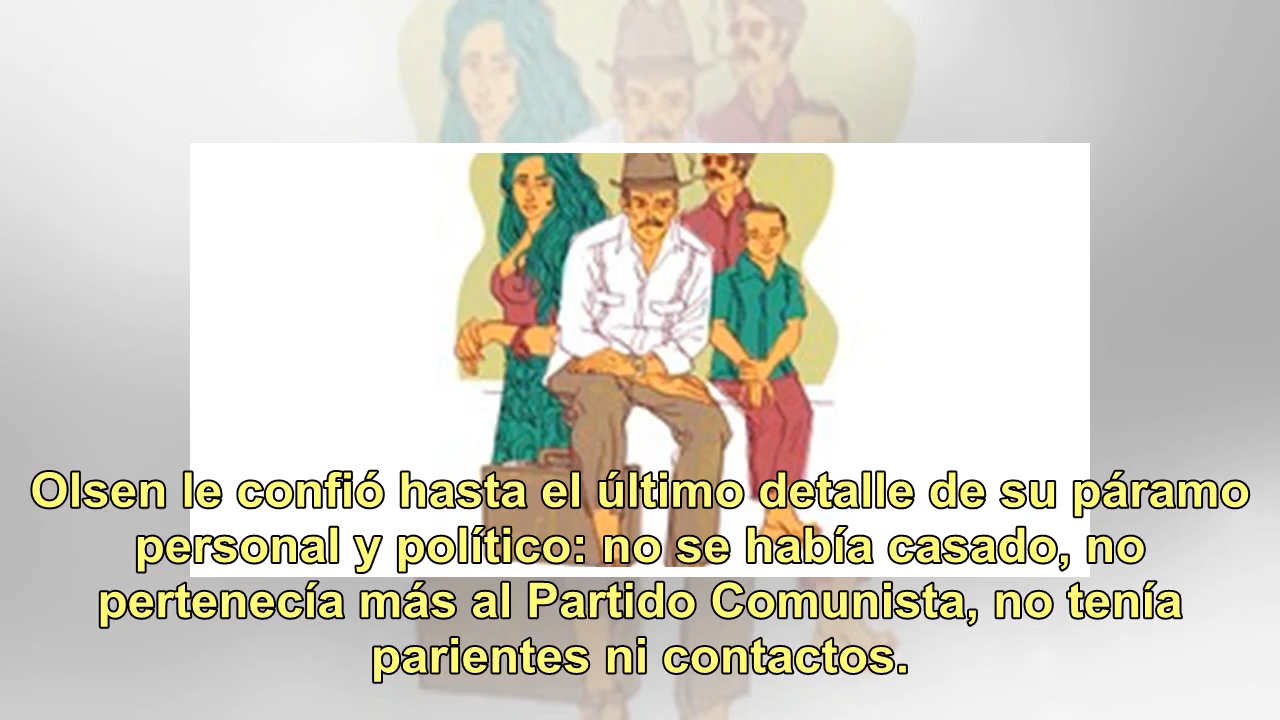 Olsen le confió hasta el último detalle de su páramo
personal y político: no se había casado, no
pertenecía más al Partido Comunista, no tenía
parientes ni contactos.